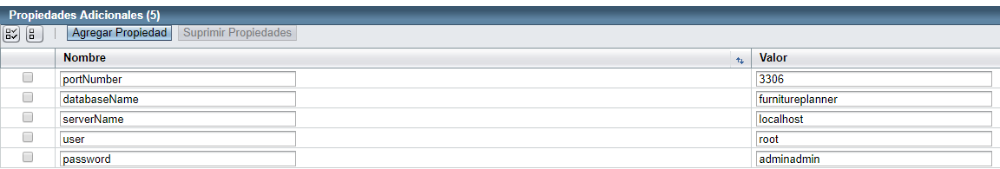 Propiedades Adicionales (5)
Agregar Propiedad Suprimir Propiedades
Nombre Valor
portNumber 3306
databaseName furnitureplanner
serverName localhost
user root
password adminadmin